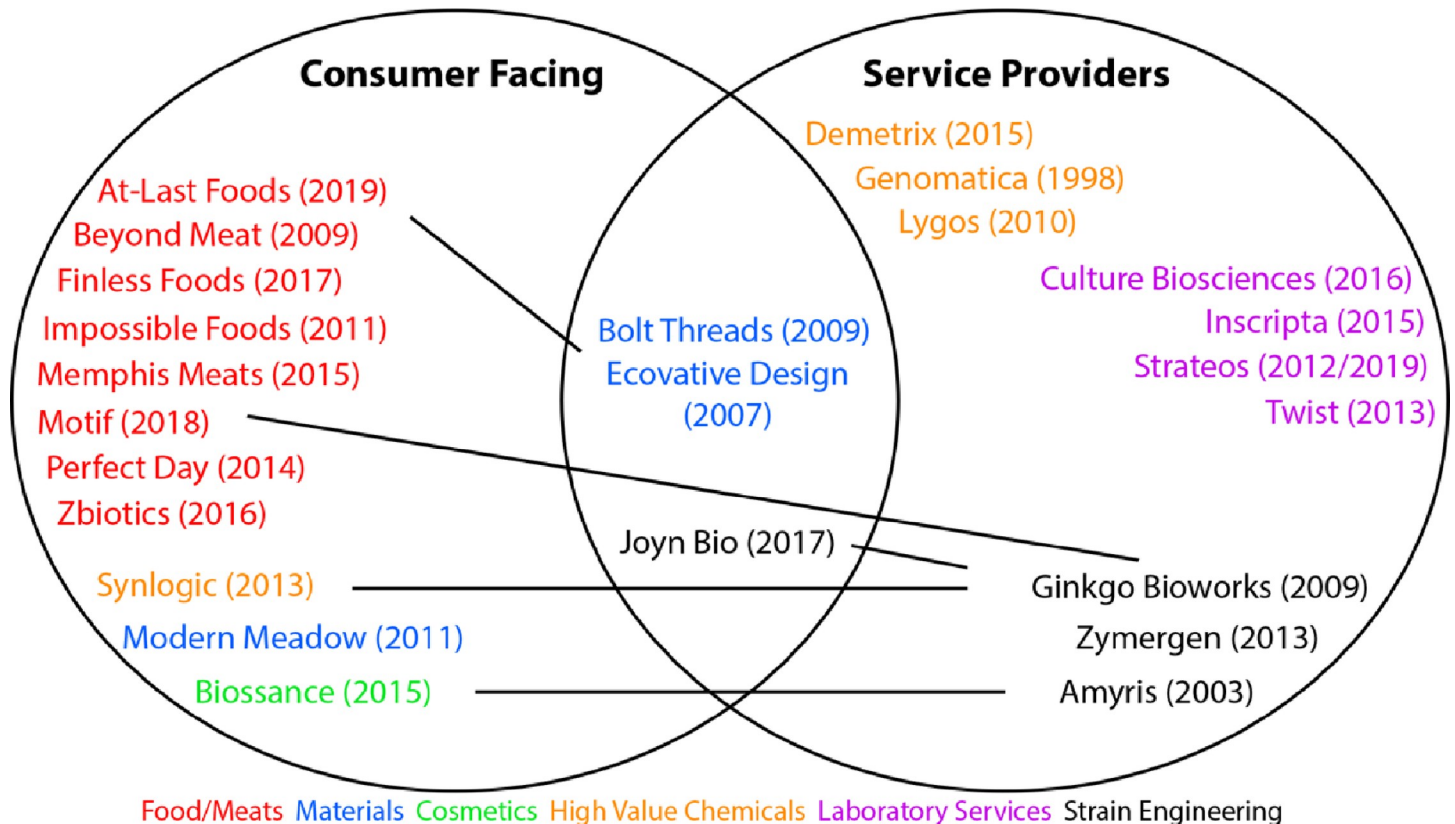 Consumer Facing
Service Providers
At-Last Foods (2019)
Beyond Meat (2009)
Finless Foods (2017)
Impossible Foods (2011)
Memphis Meats (2015)
Motif (2018)
Perfect Day (2014)
Zbiotics (2016)
Synlogic (2013)
Modern Meadow (2011)
Biossance (2015)
Bolt Threads (2009)
Ecovative Design
(2007)
Joyn Bio (2017)
Demetrix (2015)
Genomatica (1998)
Lygos (2010)
Culture Biosciences (2016)
Inscripta (2015)
Strateos (2012/2019)
Twist (2013)
Ginkgo Bioworks (2009)
Zymergen (2013)
Amyris (2003)
Food/Meats Materials Cosmetics High Value Chemicals Laboratory Services Strain Engineering